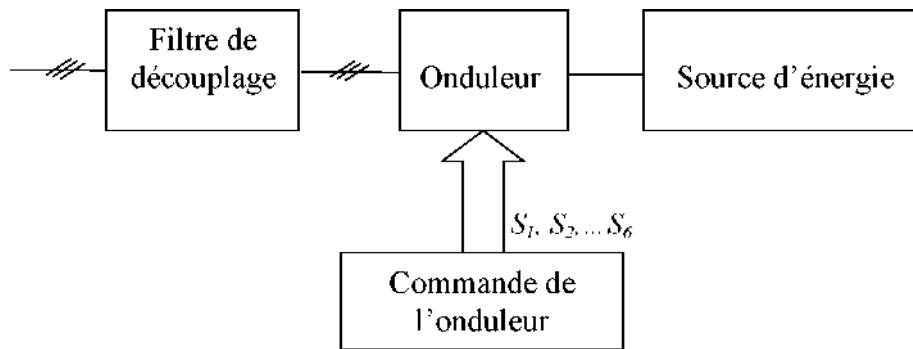 Filtre de
découplage
Onduleur
Source d'énergie
S1, S2,... S6
Commande de
l'onduleur